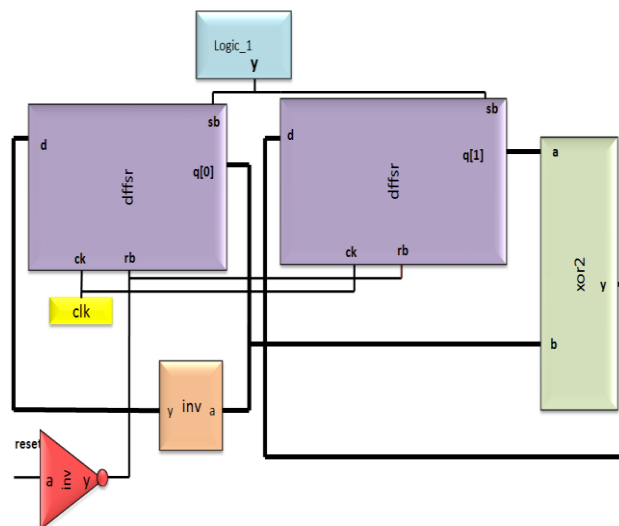 Logic_1
y
sb
d
q[0]
dffsr
ck
rb
clk
sb
d
q[1]
dffsr
ck
rb
a
xor2
y
b
y
inv
a
reset
a
inv
y